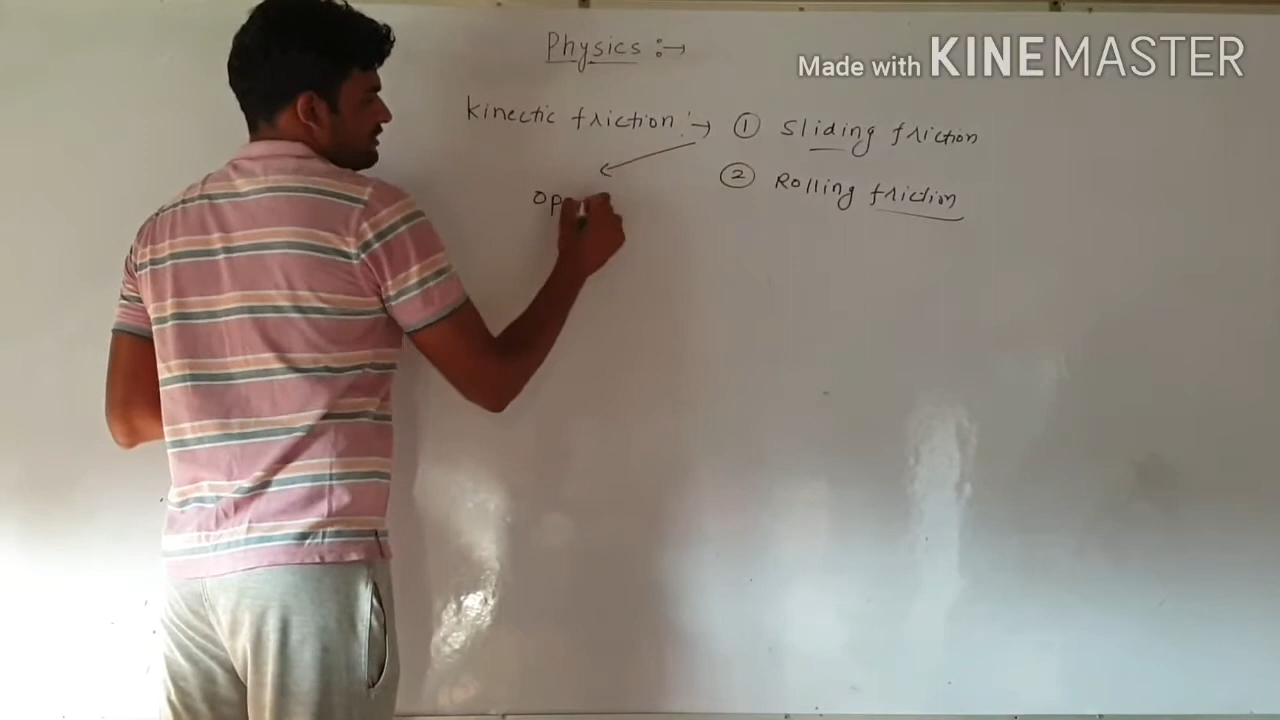 Physics :→
Made with KINEMASTER
Kinectic friction :→ ① Sliding friction
② Rolling friction
op